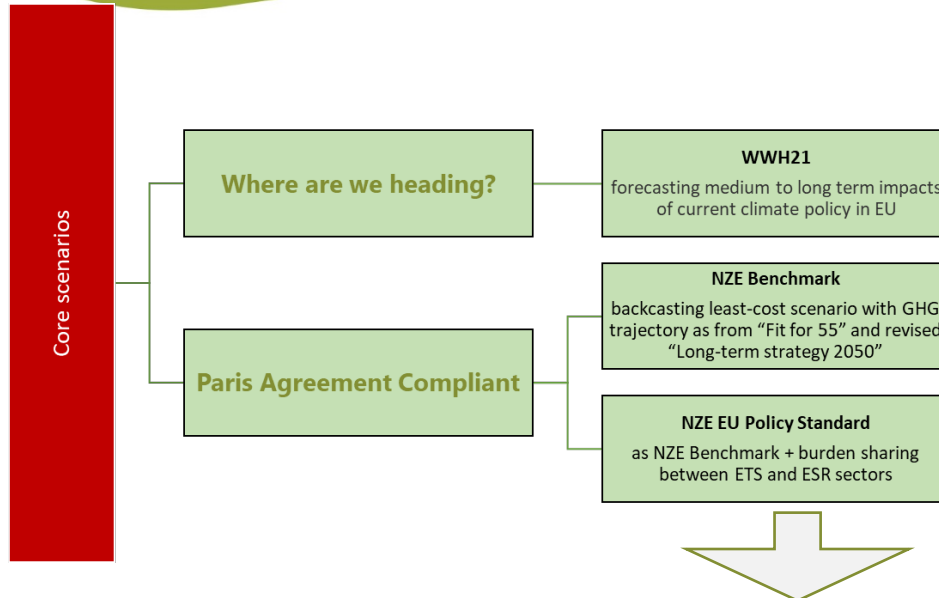 Core scenarios
Where are we heading?
WWH21
forecasting medium to long term impacts
of current climate policy in EU
Paris Agreement Compliant
NZE Benchmark
backcasting least-cost scenario with GHG
trajectory as from “Fit for 55” and revised
“Long-term strategy 2050”
NZE EU Policy Standard
as NZE Benchmark + burden sharing
between ETS and ESR sectors